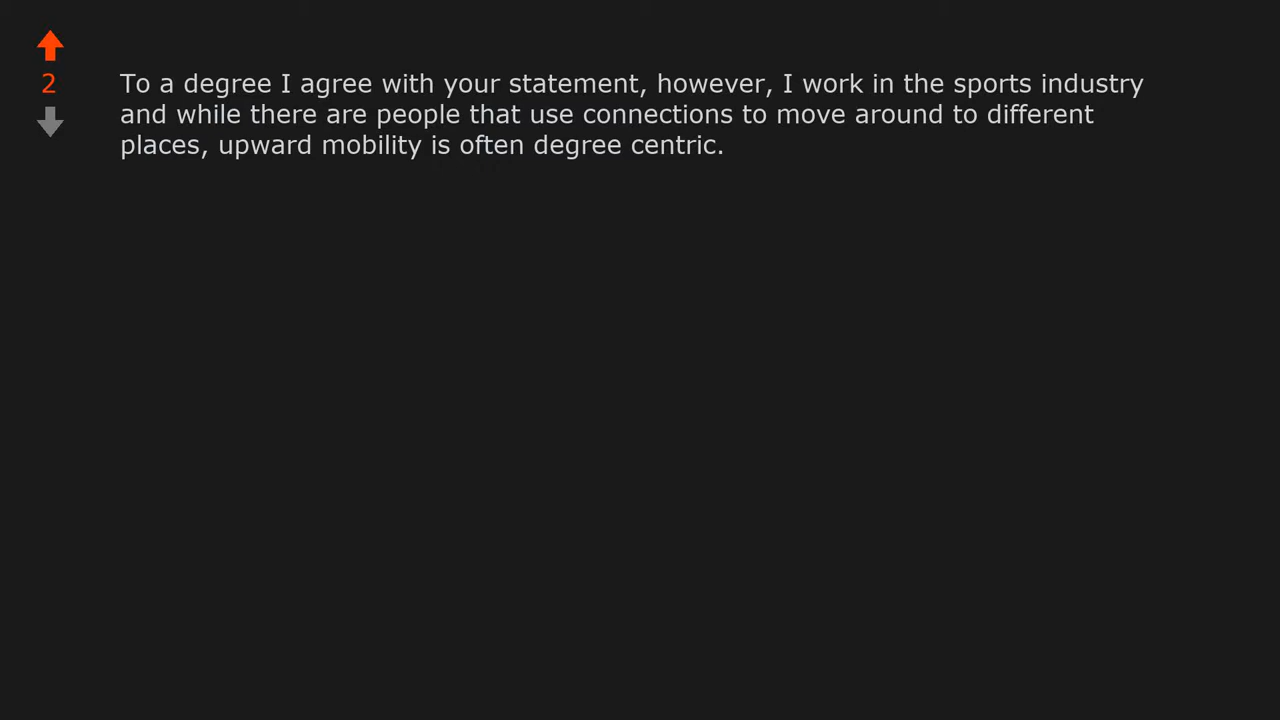 2
To a degree I agree with your statement, however, I work in the sports industry
and while there are people that use connections to move around to different
places, upward mobility is often degree centric.